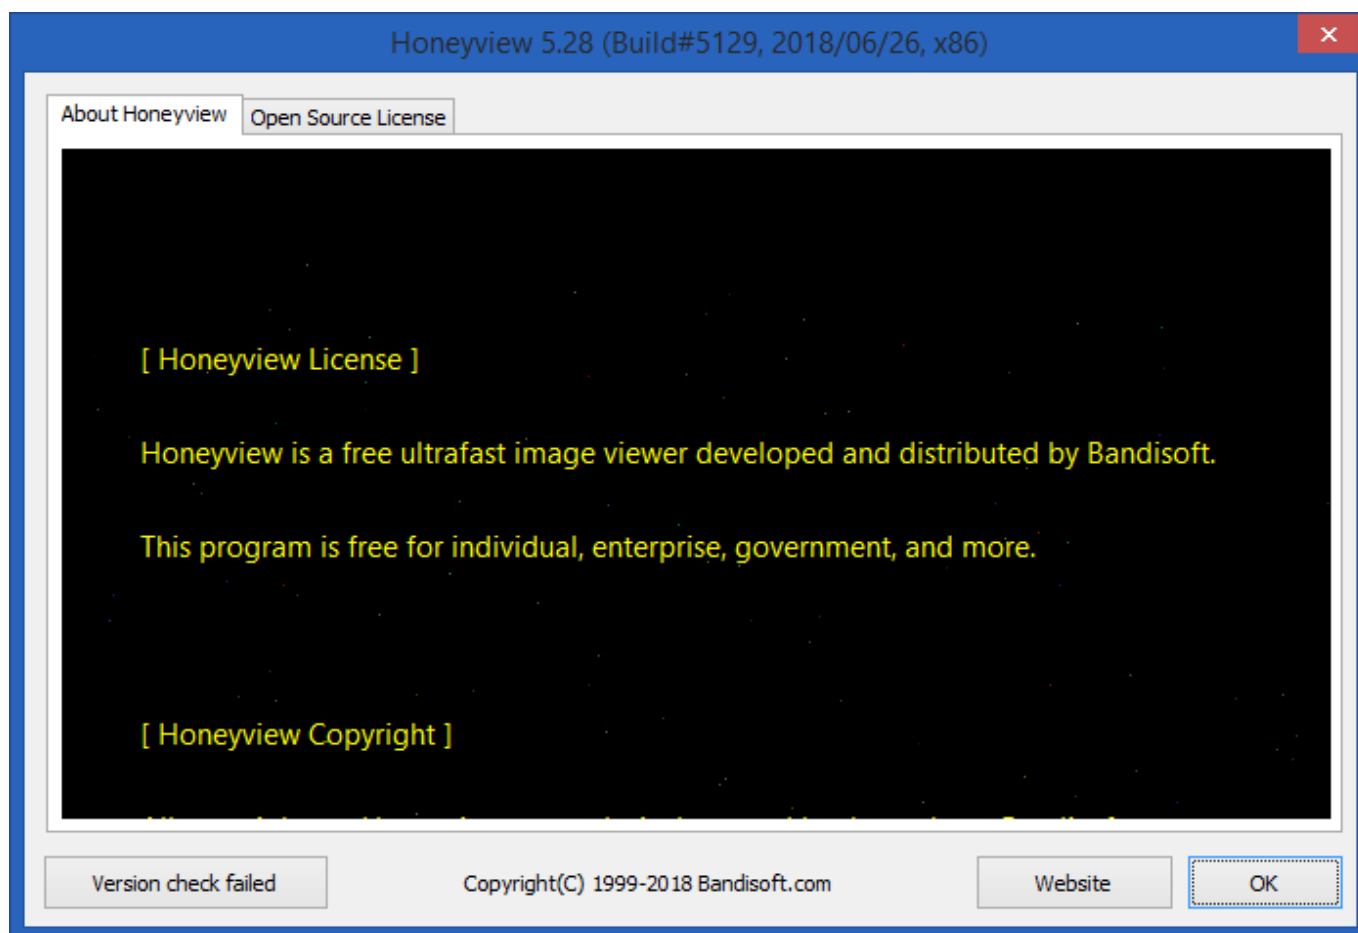 Honeyview 5.28 (Build#5129, 2018/06/26, x86)
About Honeyview
Open Source License
[ Honeyview License ]
Honeyview is a free ultrafast image viewer developed and distributed by Bandisoft.
This program is free for individual, enterprise, government, and more.
[ Honeyview Copyright ]
Version check failed
Copyright(C) 1999-2018 Bandisoft.com
Website
OK